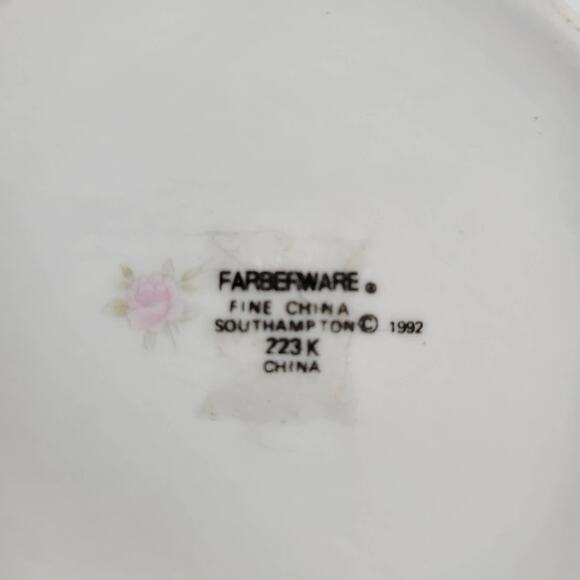 FARBERWARE ®
FINE CHINA
SOUTHAMPTON © 1992
223 K
CHINA